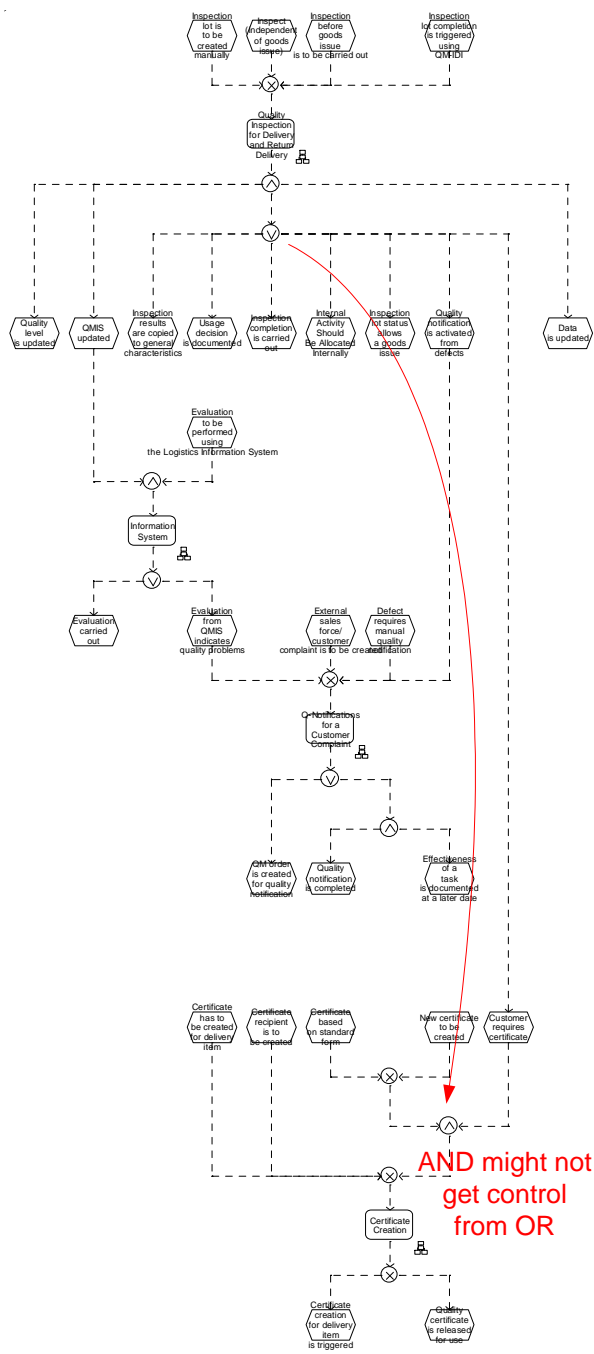 Inspection
lot is
to be
created
manually
Inspect
(independent
of goods
issue)
Inspection
before
goods
issue
is to be carried out
Inspection
lot completion
is triggered
using
QMIDI
Quality
Inspection
for Delivery
and Return
Delivery
Quality
level
is updated
QMIS
updated
Inspection
results
are copied
to general
characteristics
Usage
decision
is documented
Inspection
completion
is carried
out
Internal
Activity
Should
Be Allocated
Internally
Inspection
lot status
allows
a goods
issue
Quality
notification
is activated
from
defects
Data
is updated
Evaluation
to be
performed
using
the Logistics Information System
Information
System
Evaluation
carried
out
Evaluation
from
QMIS
indicates
quality problems
External
sales
force/
customer
complaint is to be created
Defect
requires
manual
quality
notification
Q-Notifications
for a
Customer
Complaint
QM order
is created
for quality
notification
Quality
notification
is completed
Effectiveness
of a
task
is documented
at a later date
Certificate
has to
be created
for delivery
item
Certificate
recipient
is to
be created
Certificate
based
on standard
form
New certificate
to be
created
Customer
requires
certificate
AND might not
get control
from OR
Certificate
Creation
Certificate
creation
for delivery
item
is triggered
Quality
certificate
is released
for use